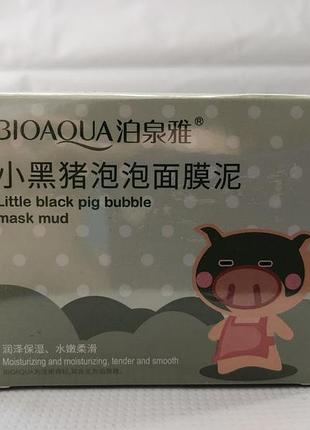 BIOAQUA泊泉雅®
小黑猪泡泡面膜泥
Little black pig bubble
mask mud
润泽保湿、水嫩柔滑
Moisturizing and moisturizing, tender and smooth